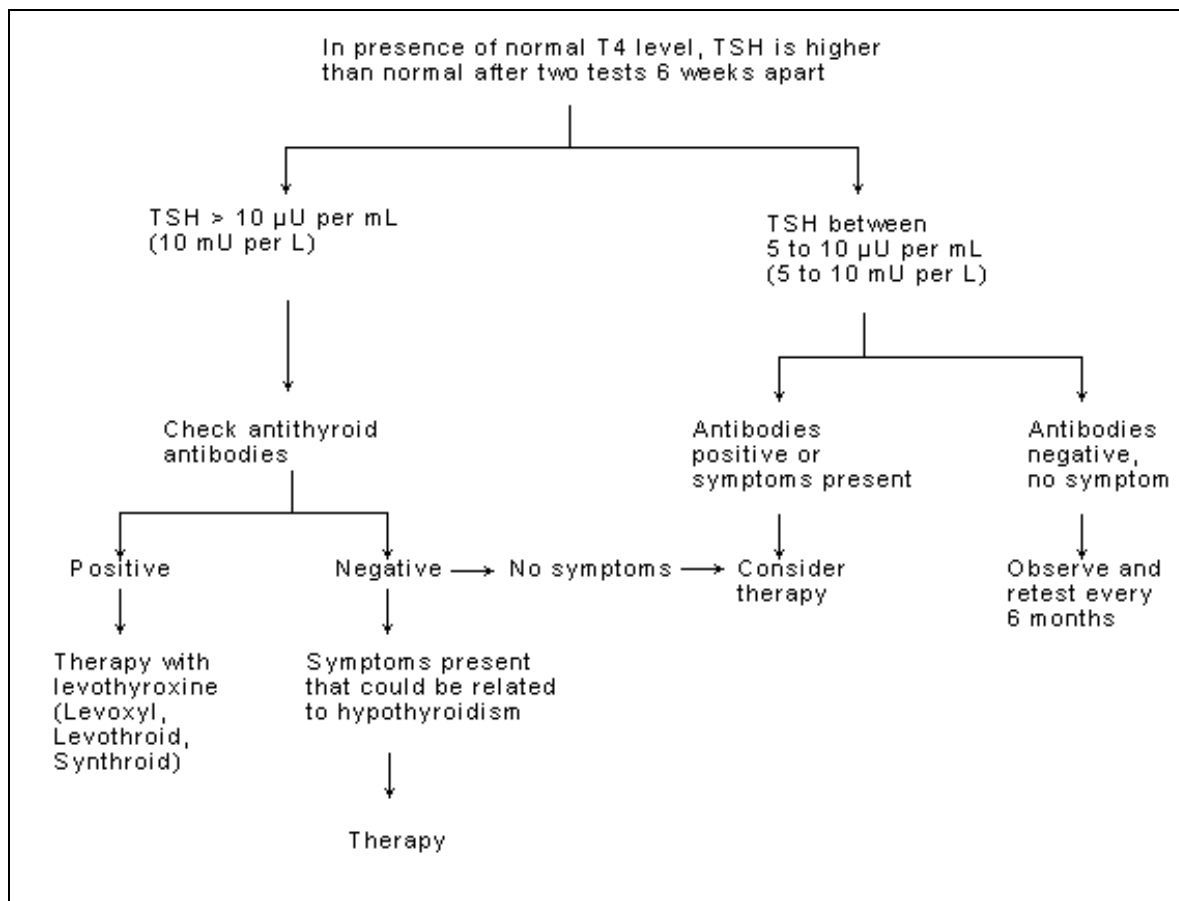 In presence of normal T4 level, TSH is higher
than normal after two tests 6 weeks apart
TSH > 10 µU per mL
(10 mU per L)
TSH between
5 to 10 µU per mL
(5 to 10 mU per L)
Check antithyroid
antibodies
Antibodies
positive or
symptoms present
Antibodies
negative,
no symptom
Positive
Negative
No symptoms
Consider
therapy
Observe and
retest every
6 months
Therapy with
levothyroxine
(Levoxyl,
Levothroid,
Synthroid)
Symptoms present
that could be related
to hypothyroidism
Therapy